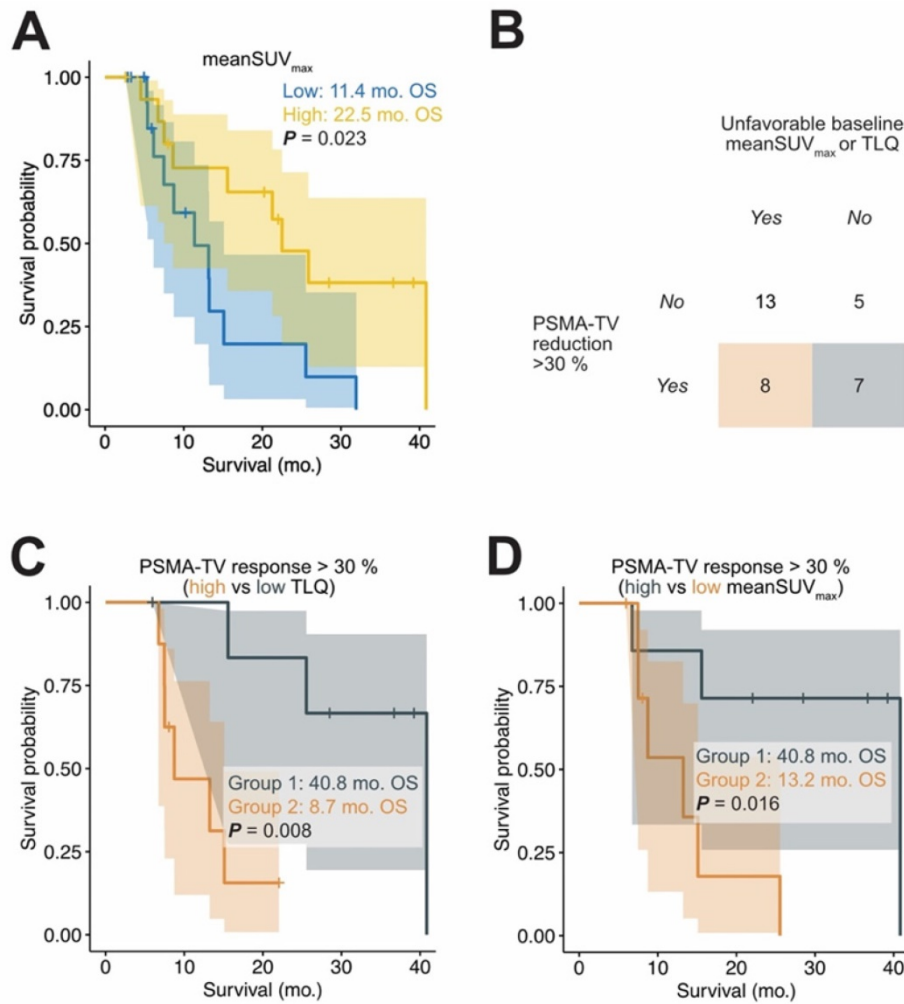 A
meanSUVmax
Low: 11.4 mo. OS
High: 22.5 mo. OS
P = 0.023
Survival probability
1.00
0.75
0.50
0.25
0.00
0 10 20 30 40
Survival (mo.)
B
Unfavorable baseline
meanSUVmax or TLQ
Yes No
PSMA-TV
reduction
>30 %
No 13 5
Yes 8 7
C
PSMA-TV response > 30 %
(high vs low TLQ)
Survival probability
1.00
0.75
0.50
0.25
0.00
Group 1: 40.8 mo. OS
Group 2: 8.7 mo. OS
P = 0.008
0 10 20 30 40
Survival (mo.)
D
PSMA-TV response > 30 %
(high vs low meanSUVmax)
Survival probability
1.00
0.75
0.50
0.25
0.00
Group 1: 40.8 mo. OS
Group 2: 13.2 mo. OS
P = 0.016
0 10 20 30 40
Survival (mo.)